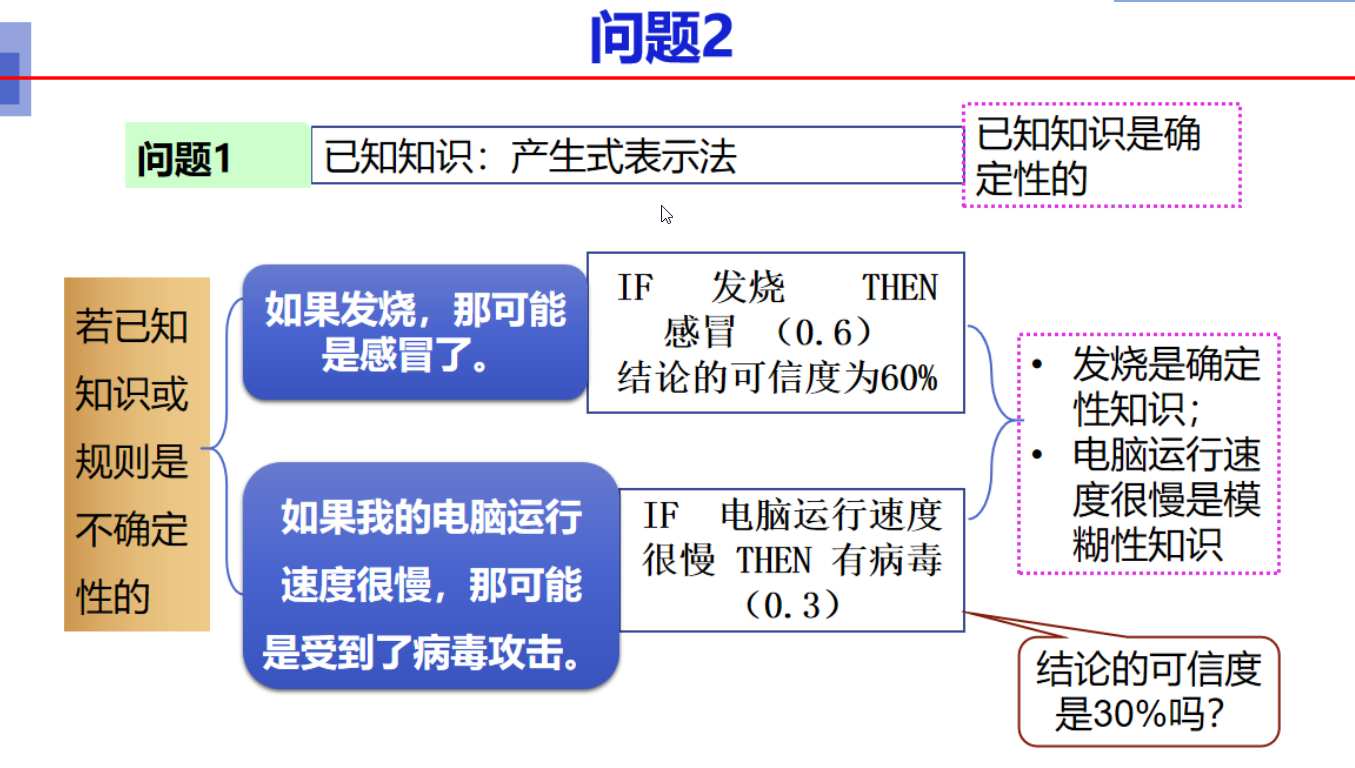 问题2
问题1
已知知识：产生式表示法
已知知识是确
定性的
若已知
知识或
规则是
不确定
性的
如果发烧，那可能
是感冒了。
IF 发烧 THEN
感冒 （0.6）
结论的可信度为60%
如果我的电脑运行
速度很慢，那可能
是受到了病毒攻击。
IF 电脑运行速度
很慢 THEN 有病毒
（0.3）
• 发烧是确定
性知识；
• 电脑运行速
度很慢是模
糊性知识
结论的可信度
是30%吗？